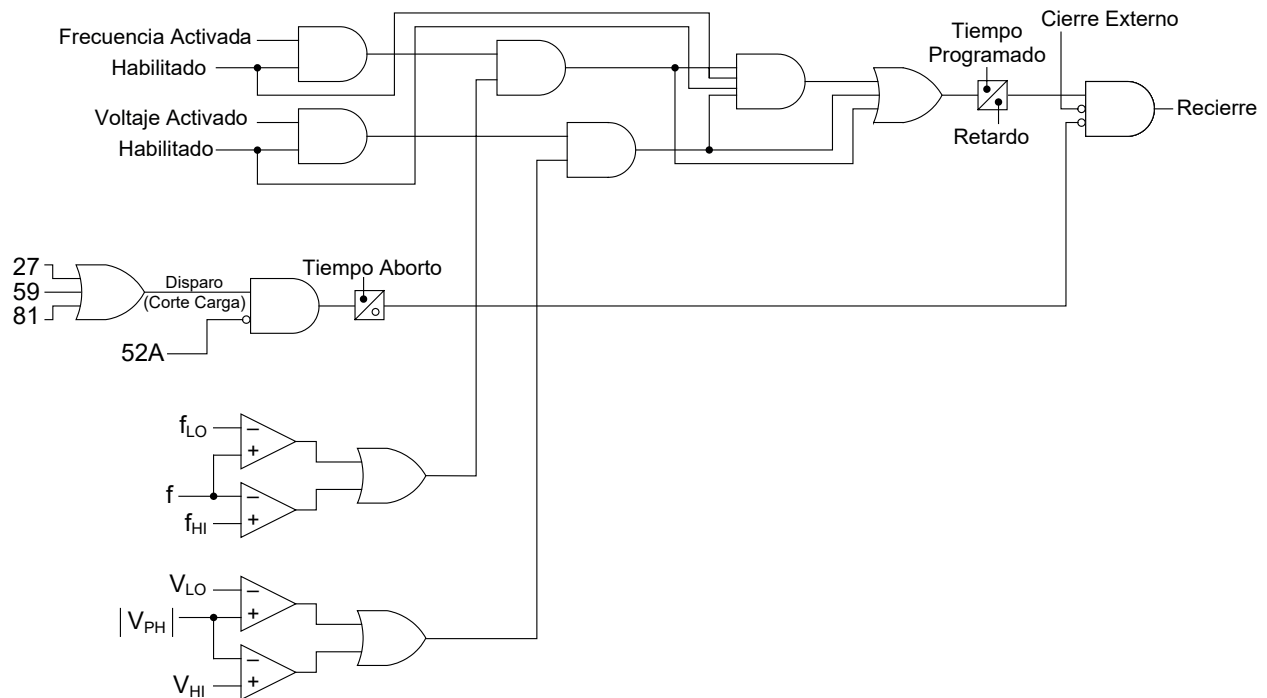 Frecuencia Activada
Habilitado
Voltaje Activado
Habilitado
Tiempo
Programado
Retardo
Cierre Externo
Recierre
27
59
81
Disparo
(Corte Carga)
52A
Tiempo Aborto
fLO
−
+
f
−
+
fHI
VLO
−
+
|VPH|
−
+
VHI